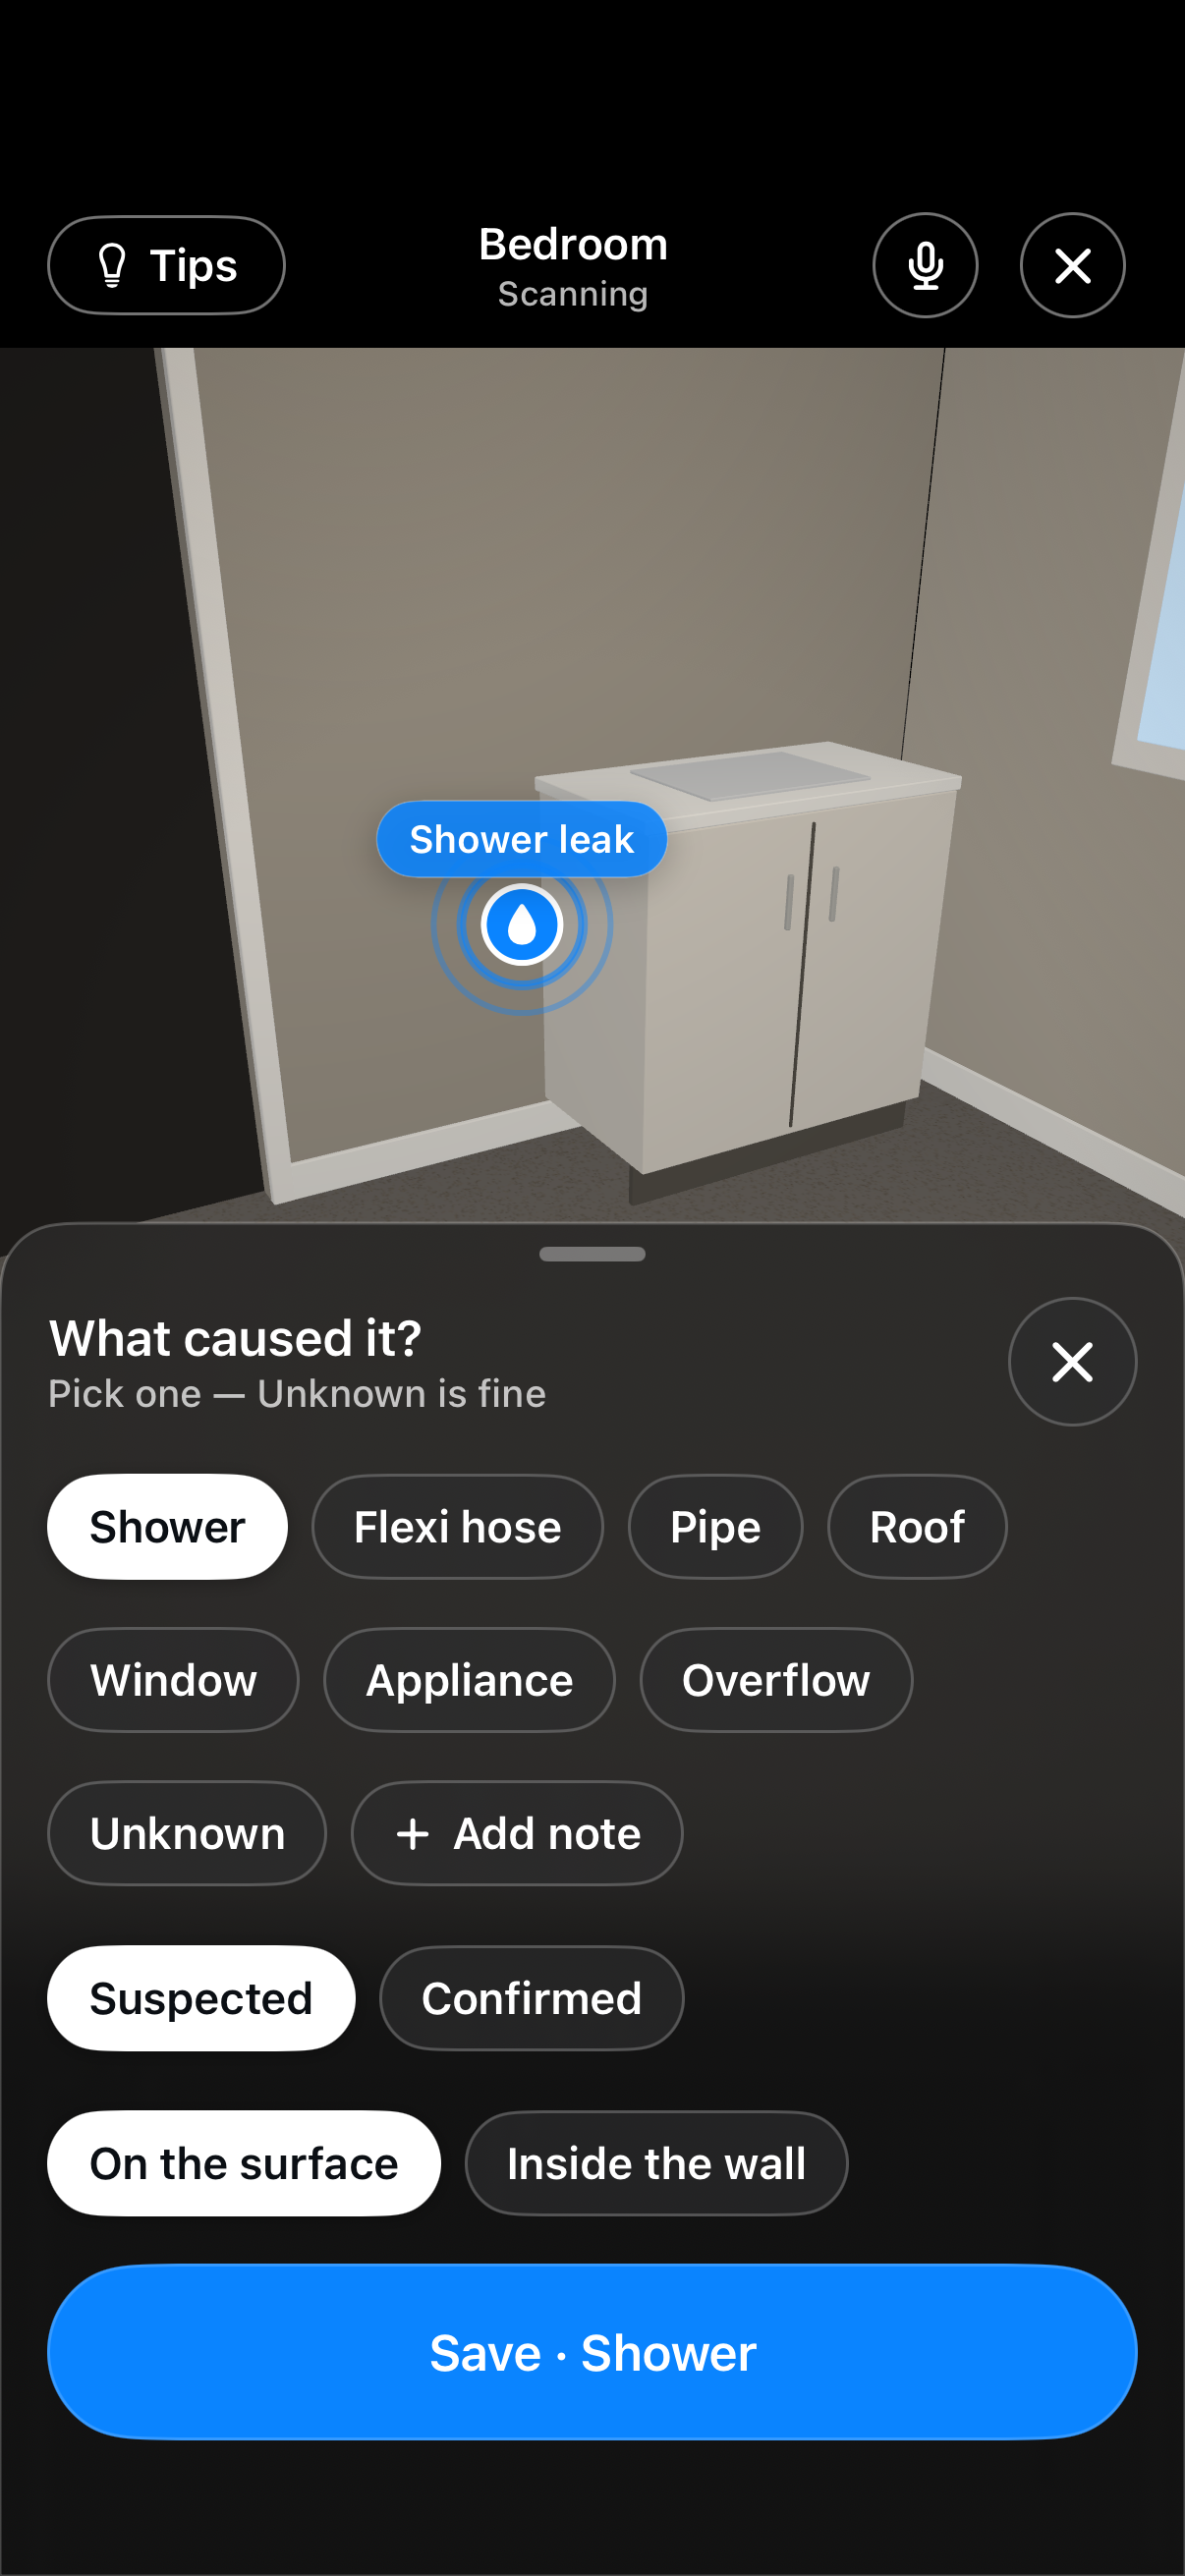 Tips
Bedroom
Scanning
Shower leak
What caused it?
Pick one — Unknown is fine
Shower
Flexi hose
Pipe
Roof
Window
Appliance
Overflow
Unknown
+ Add note
Suspected
Confirmed
On the surface
Inside the wall
Save · Shower